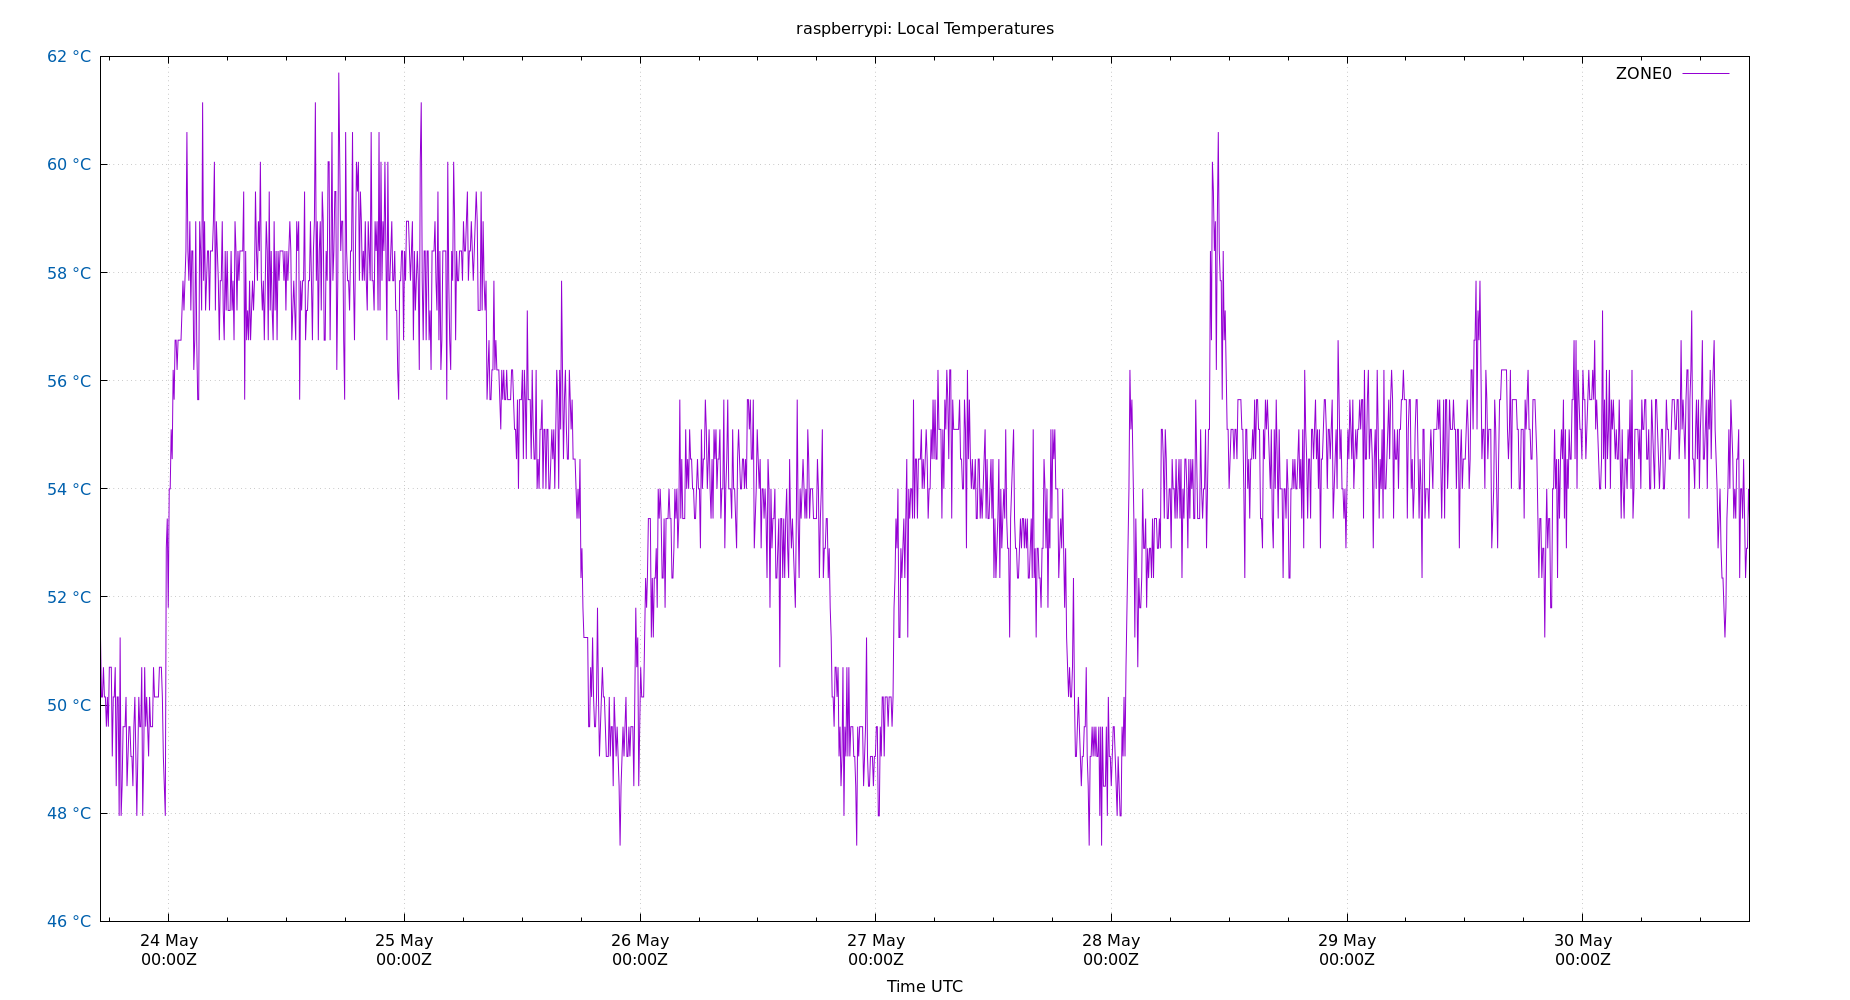 raspberrypi: Local Temperatures
62 °C
ZONE0
60 °C
58 °C
56 °C
54 °C
52 °C
50 °C
48 °C
46 °C
24 May 25 May 26 May 27 May 28 May 29 May 30 May
00:00Z 00:00Z 00:00Z 00:00Z 00:00Z 00:00Z 00:00Z
Time UTC